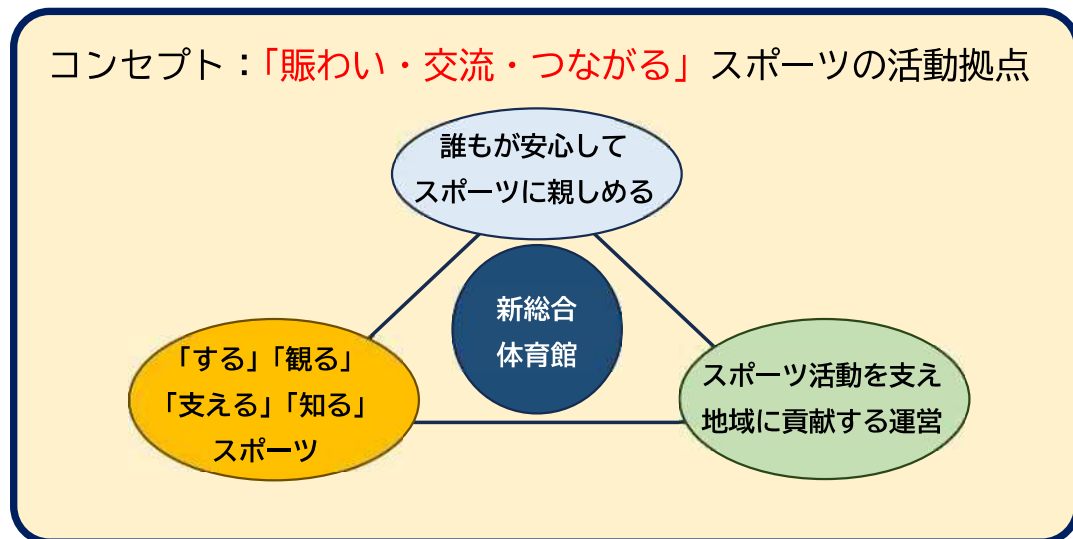 コンセプト：「賑わい・交流・つながる」スポーツの活動拠点
誰もが安心して
スポーツに親しめる
新総合
体育館
「する」「観る」
「支える」「知る」
スポーツ
スポーツ活動を支え
地域に貢献する運営